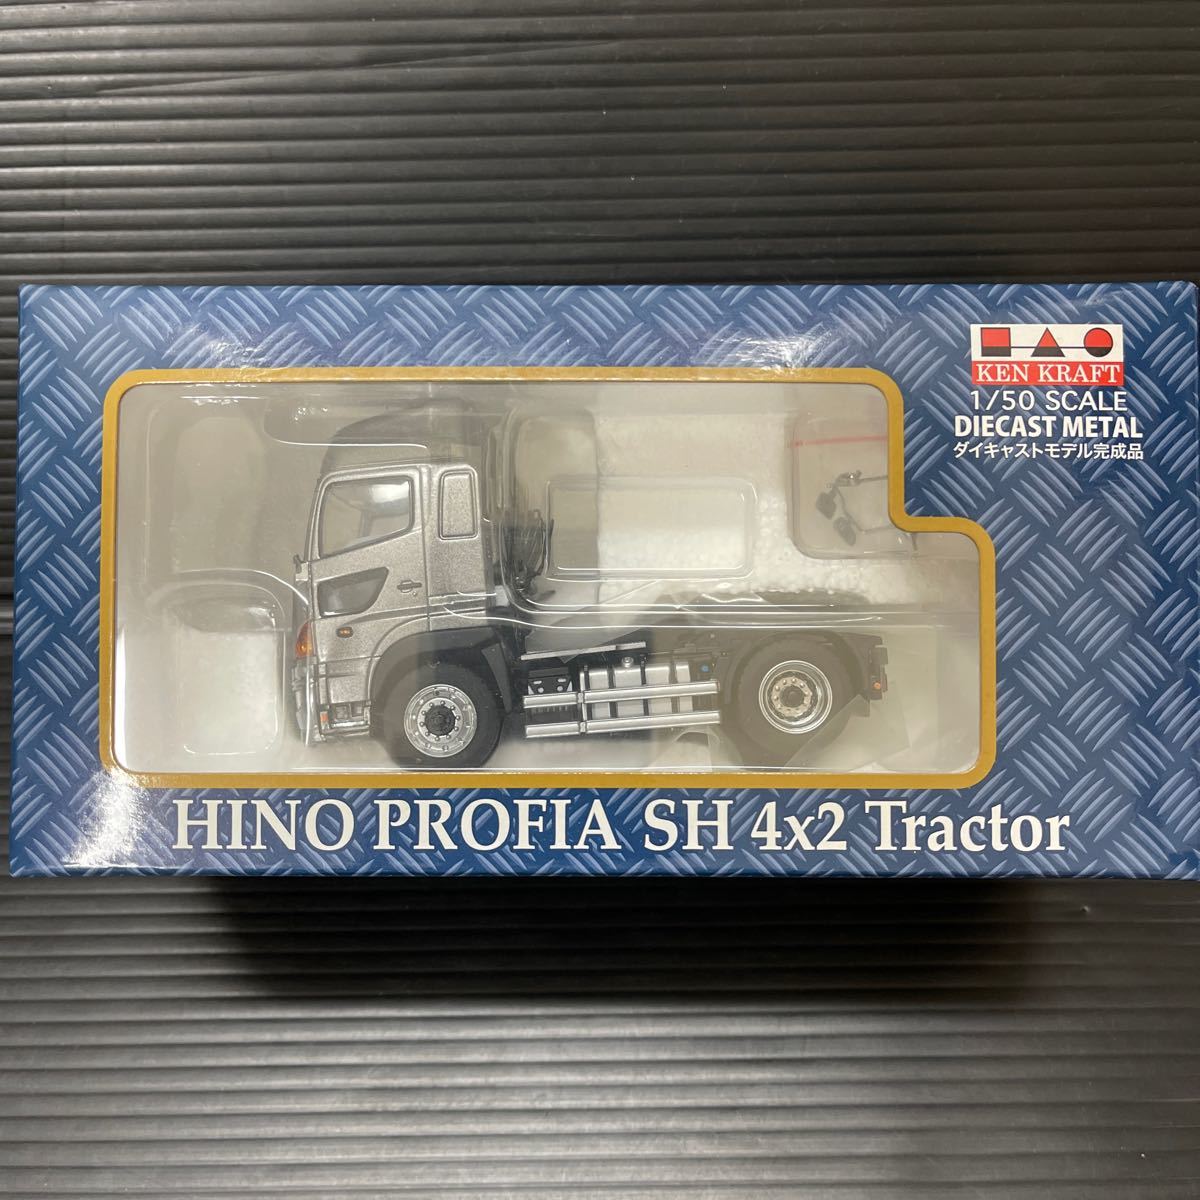 KEN KRAFT
1/50 SCALE
DIECAST METAL
ダイキャストモデル完成品
HINO PROFIA SH 4x2 Tractor